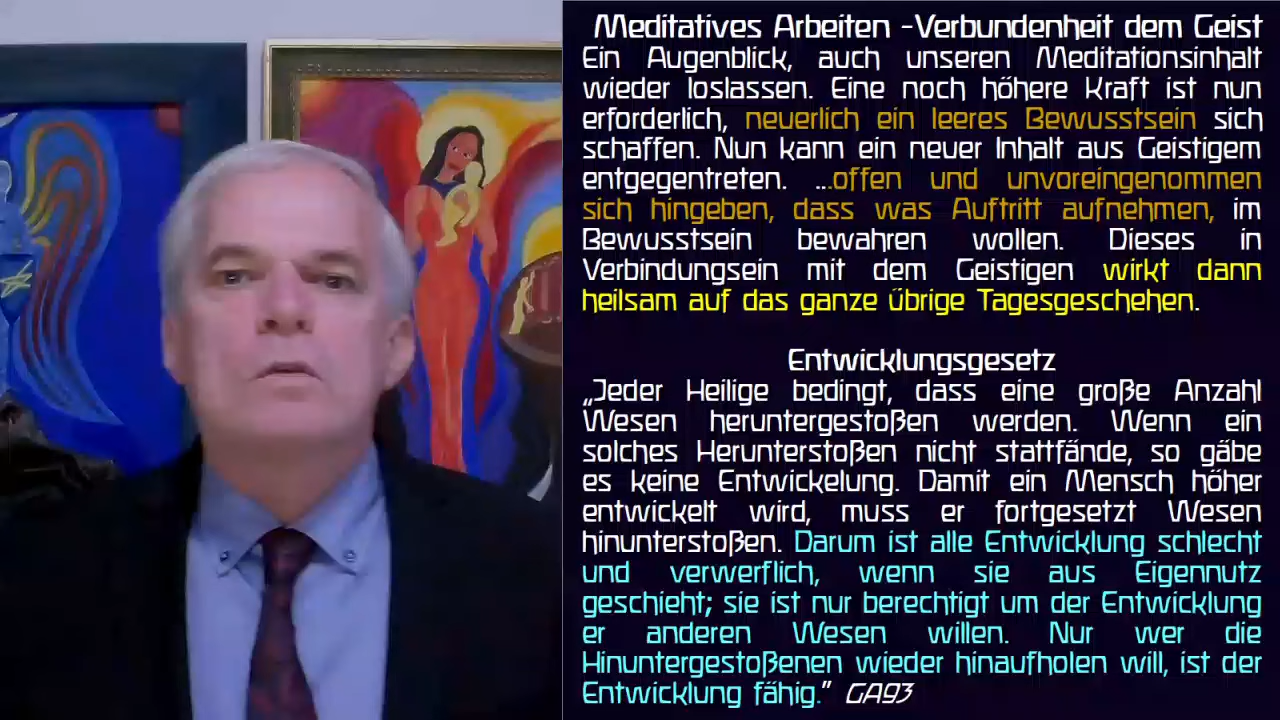 Meditatives Arbeiten -Verbundenheit dem Geist
Ein Augenblick, auch unseren Meditationsinhalt
wieder loslassen. Eine noch höhere Kraft ist nun
erforderlich, neuerlich ein leeres Bewusstsein sich
schaffen. Nun kann ein neuer Inhalt aus Geistigem
entgegentreten. ...offen und unvoreingenommen
sich hingeben, dass was Auftritt aufnehmen, im
Bewusstsein bewahren wollen. Dieses in
Verbindungsein mit dem Geistigen wirkt dann
heilsam auf das ganze übrige Tagesgeschehen.
Entwicklungsgesetz
„Jeder Heilige bedingt, dass eine große Anzahl
Wesen heruntergestoßen werden. Wenn ein
solches Herunterstoßen nicht stattfände, so gäbe
es keine Entwickelung. Damit ein Mensch höher
entwickelt wird, muss er fortgesetzt Wesen
hinunterstoßen. Darum ist alle Entwicklung schlecht
und verwerflich, wenn sie aus Eigennutz
geschieht; sie ist nur berechtigt um der Entwicklung
er anderen Wesen willen. Nur wer die
Hinuntergestoßenen wieder hinaufholen will, ist der
Entwicklung fähig.” GA93